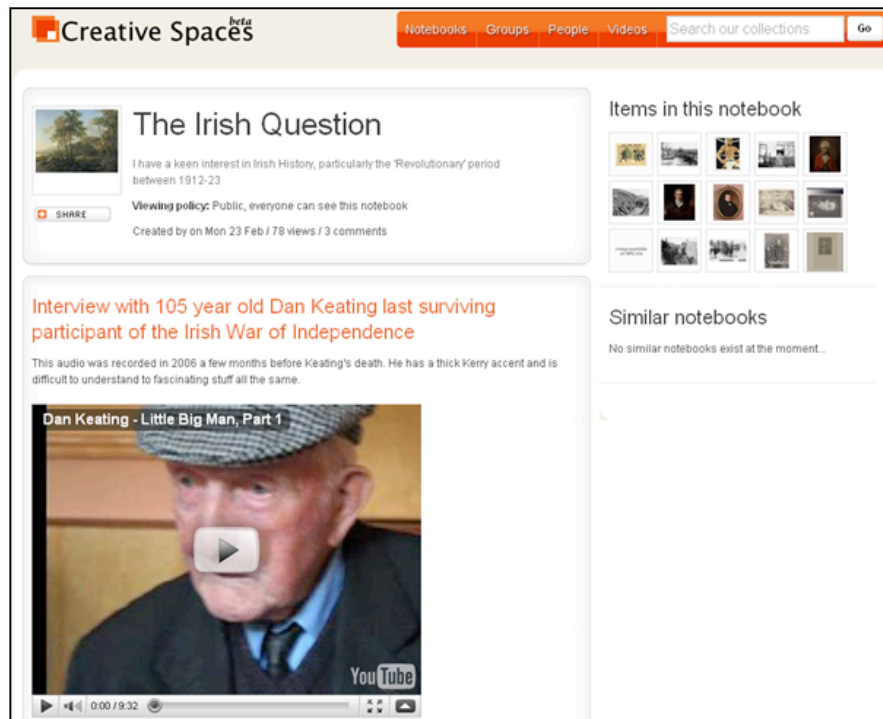 Creative Spaces beta
Notebooks Groups People Videos Search our collections Go
The Irish Question
I have a keen interest in Irish History, particularly the 'Revolutionary' period
between 1912-23
Viewing policy: Public, everyone can see this notebook
SHARE
Created by on Mon 23 Feb / 78 views / 3 comments
Interview with 105 year old Dan Keating last surviving
participant of the Irish War of Independence
This audio was recorded in 2006 a few months before Keating's death. He has a thick Kerry accent and is
difficult to understand to fascinating stuff all the same.
Dan Keating - Little Big Man, Part 1
YouTube
0:00 / 9:32
Items in this notebook
Similar notebooks
No similar notebooks exist at the moment...